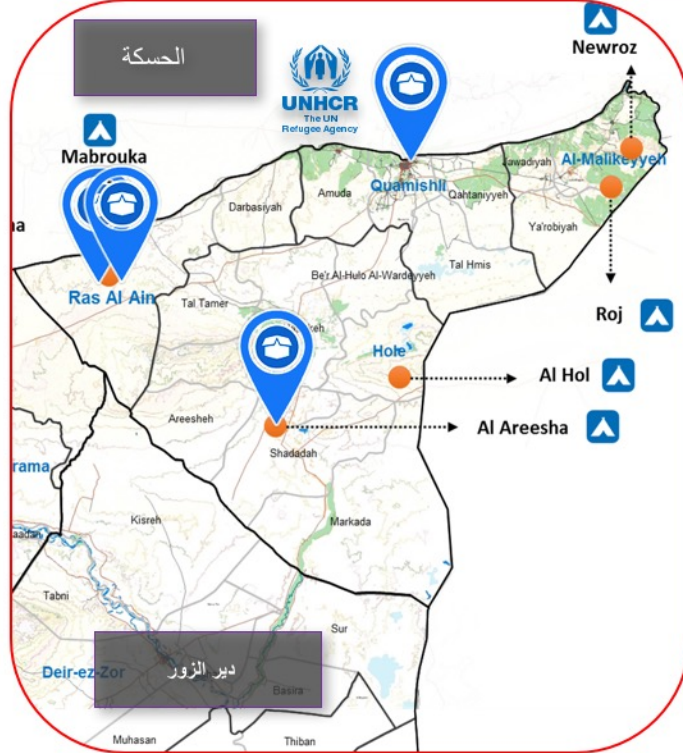 الحسكة
UNHCR
The UN
Refugee Agency
Newroz
Mabrouka
Al-Malikeyyeh
Quamishli
Amuda
Qahtaniyyeh
Darbasiyah
Ya'robiyah
Be'r Al-Hulo Al-Wardeyyeh
Tal Hmis
Ras Al Ain
Tal Tamer
Roj
Hole
Al Hol
Areesheh
Al Areesha
Shadadah
Kisreh
Markada
Tabni
Sur
دير الزور
Deir-ez-Zor
Basira
Muhasan
Thiban